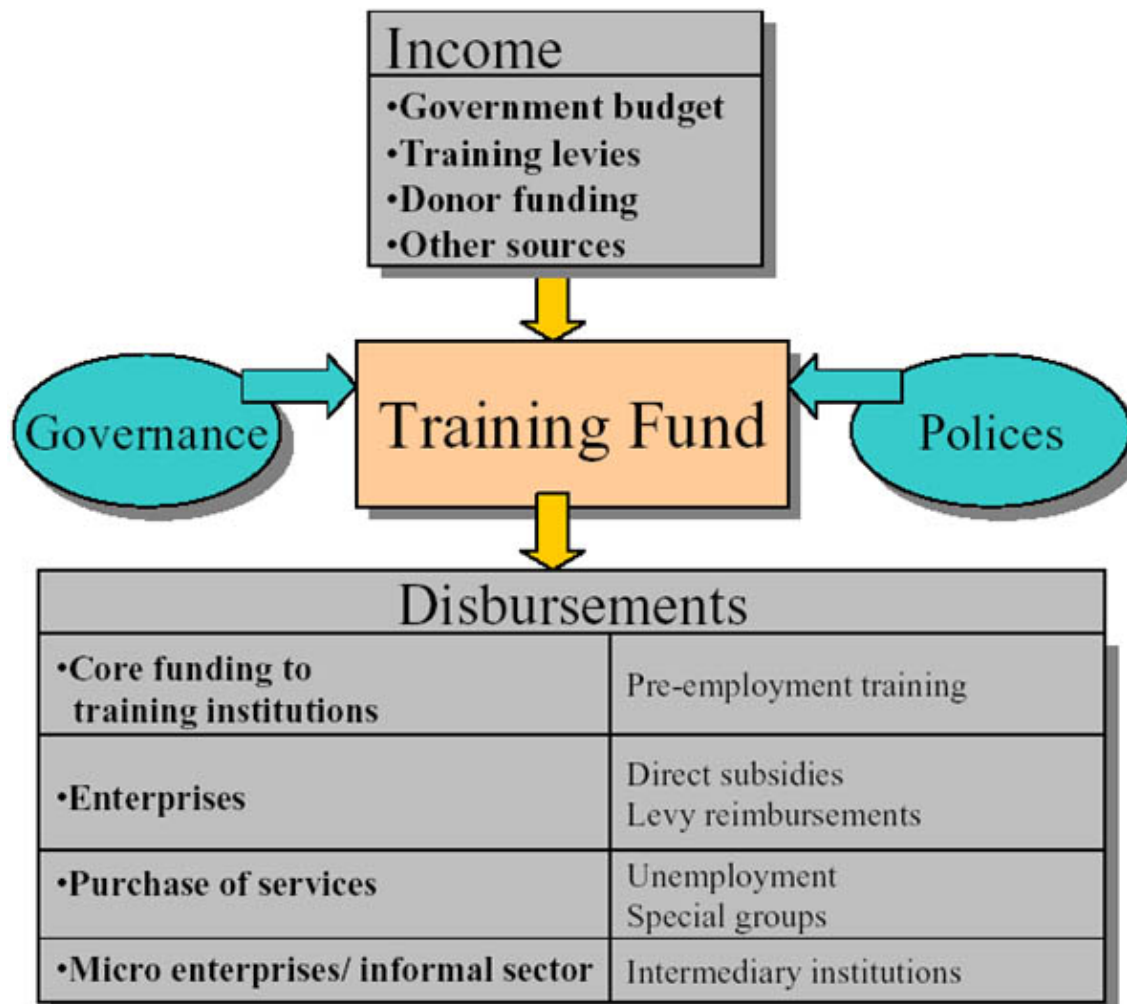 Income
•Government budget
•Training levies
•Donor funding
•Other sources
Governance
Training Fund
Polices
Disbursements
•Core funding to
training institutions
Pre-employment training
•Enterprises
Direct subsidies
Levy reimbursements
•Purchase of services
Unemployment
Special groups
•Micro enterprises/ informal sector
Intermediary institutions